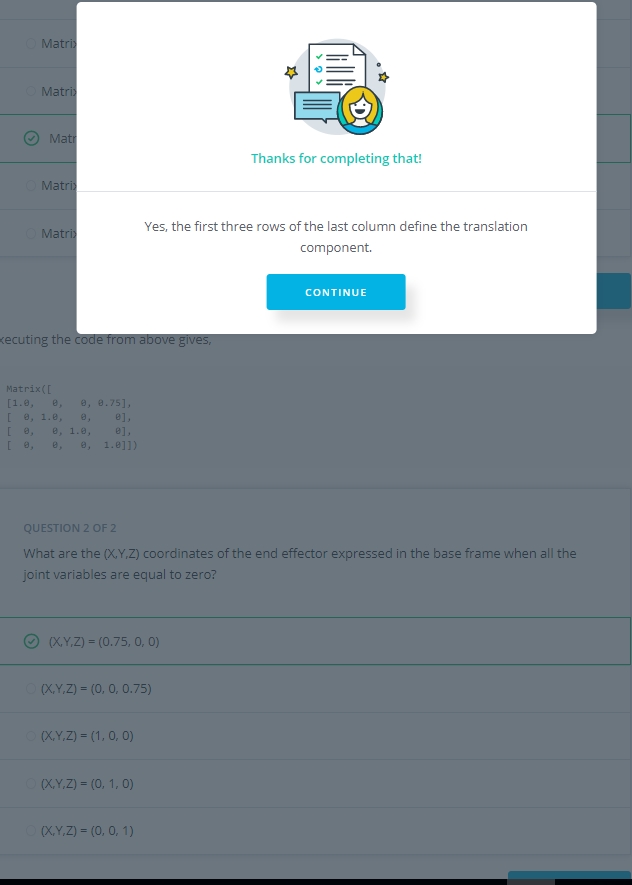 Matrix
Matrix
Matr
Matrix
Matrix
Thanks for completing that!
Yes, the first three rows of the last column define the translation
component.
CONTINUE
xecuting the code from above gives,
Matrix([
[1.0, 0, 0, 0.75],
[ 0, 1.0, 0, 0],
[ 0, 0, 1.0, 0],
[ 0, 0, 0, 1.0]])
QUESTION 2 OF 2
What are the (X,Y,Z) coordinates of the end effector expressed in the base frame when all the
joint variables are equal to zero?
(X,Y,Z) = (0.75, 0, 0)
(X,Y,Z) = (0, 0, 0.75)
(X,Y,Z) = (1, 0, 0)
(X,Y,Z) = (0, 1, 0)
(X,Y,Z) = (0, 0, 1)